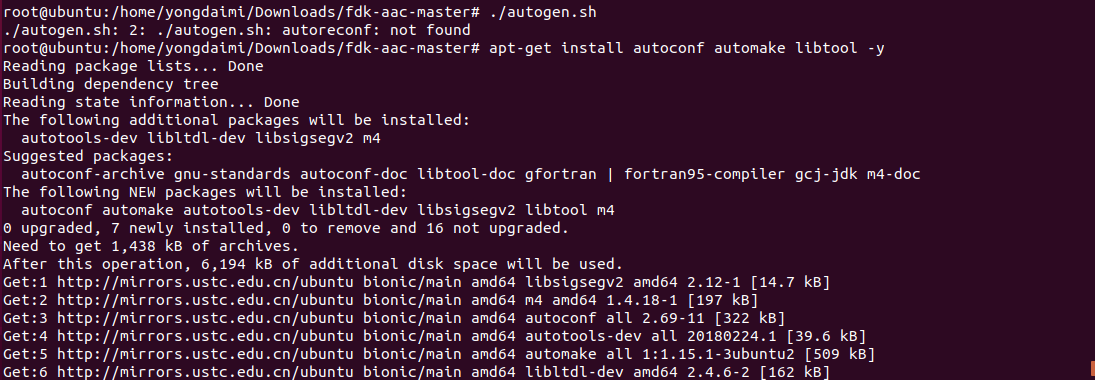 root@ubuntu:/home/yongdaimi/Downloads/fdk-aac-master# ./autogen.sh
./autogen.sh: 2: ./autogen.sh: autoreconf: not found
root@ubuntu:/home/yongdaimi/Downloads/fdk-aac-master# apt-get install autoconf automake libtool -y
Reading package lists... Done
Building dependency tree
Reading state information... Done
The following additional packages will be installed:
  autotools-dev libltdl-dev libsigsegv2 m4
Suggested packages:
  autoconf-archive gnu-standards autoconf-doc libtool-doc gfortran | fortran95-compiler gcj-jdk m4-doc
The following NEW packages will be installed:
  autoconf automake autotools-dev libltdl-dev libsigsegv2 libtool m4
0 upgraded, 7 newly installed, 0 to remove and 16 not upgraded.
Need to get 1,438 kB of archives.
After this operation, 6,194 kB of additional disk space will be used.
Get:1 http://mirrors.ustc.edu.cn/ubuntu bionic/main amd64 libsigsegv2 amd64 2.12-1 [14.7 kB]
Get:2 http://mirrors.ustc.edu.cn/ubuntu bionic/main amd64 m4 amd64 1.4.18-1 [197 kB]
Get:3 http://mirrors.ustc.edu.cn/ubuntu bionic/main amd64 autoconf all 2.69-11 [322 kB]
Get:4 http://mirrors.ustc.edu.cn/ubuntu bionic/main amd64 autotools-dev all 20180224.1 [39.6 kB]
Get:5 http://mirrors.ustc.edu.cn/ubuntu bionic/main amd64 automake all 1:1.15.1-3ubuntu2 [509 kB]
Get:6 http://mirrors.ustc.edu.cn/ubuntu bionic/main amd64 libltdl-dev amd64 2.4.6-2 [162 kB]